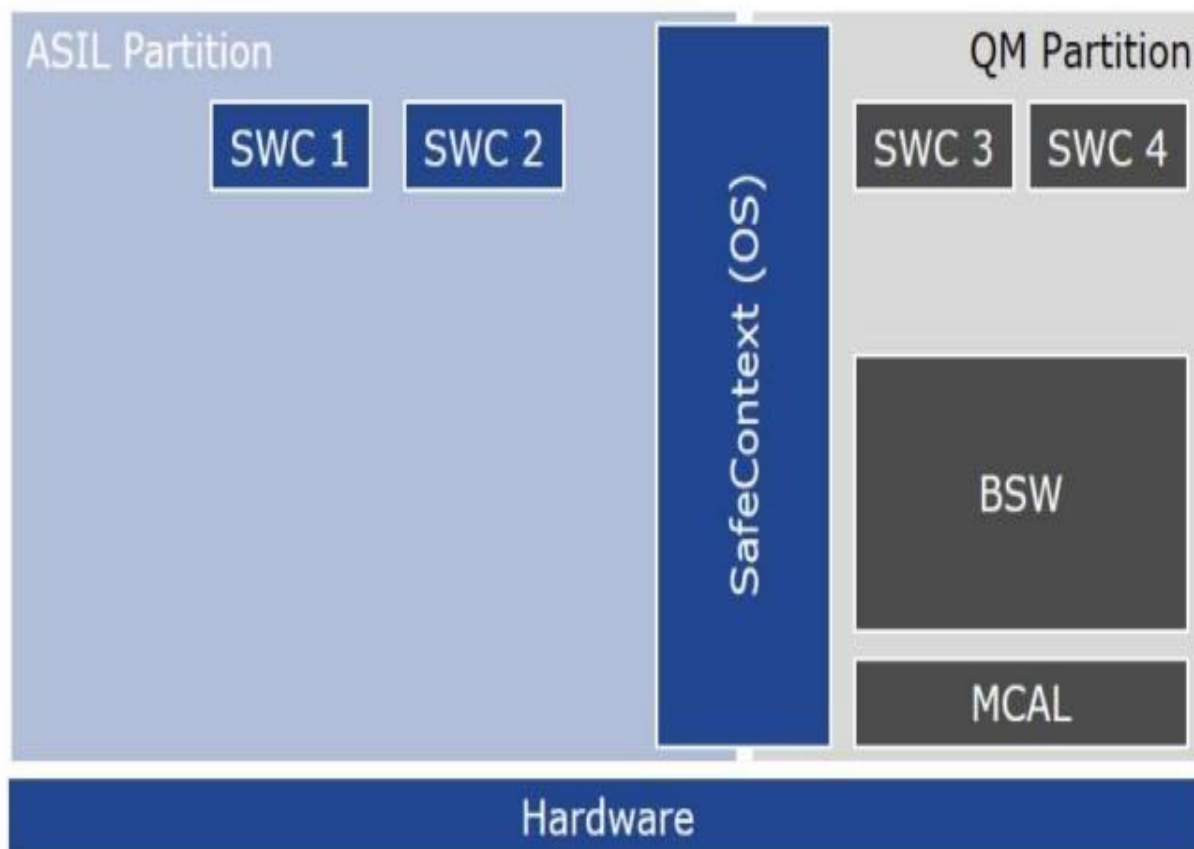 ASIL Partition
QM Partition
SWC 1
SWC 2
SWC 3
SWC 4
SafeContext (OS)
BSW
MCAL
Hardware